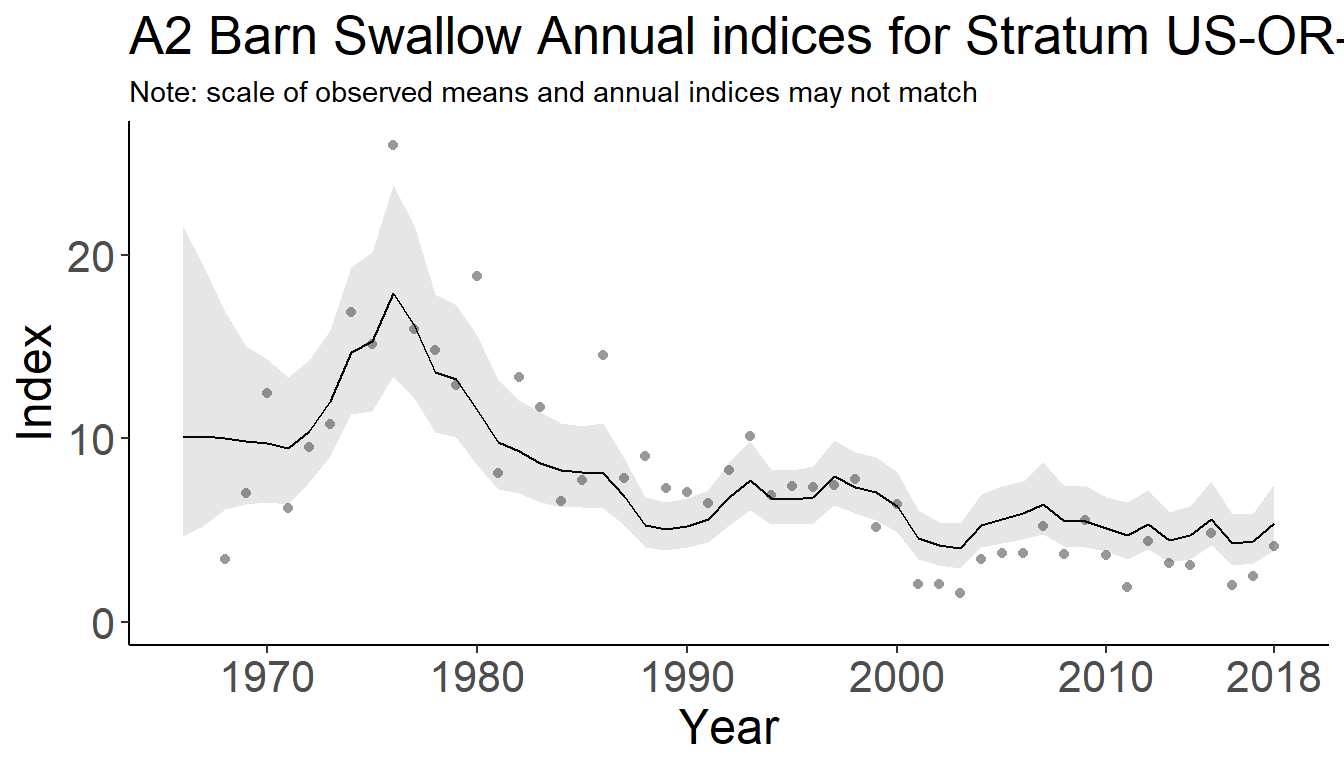 A2 Barn Swallow Annual indices for Stratum US-OR-
Note: scale of observed means and annual indices may not match
Index
20
10
0
1970 1980 1990 2000 2010 2018
Year